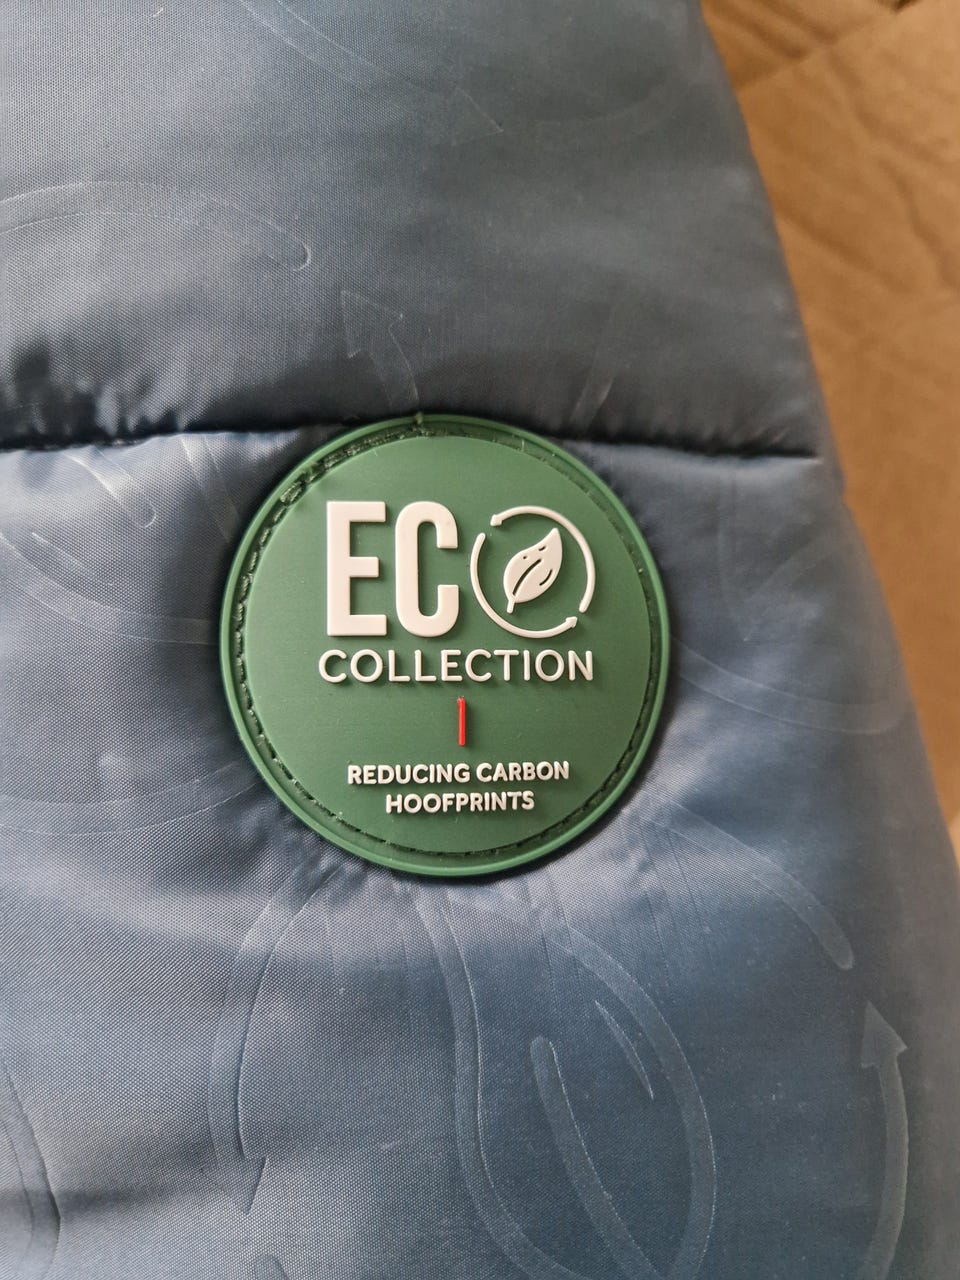 ECO
COLLECTION
REDUCING CARBON
HOOFPRINTS